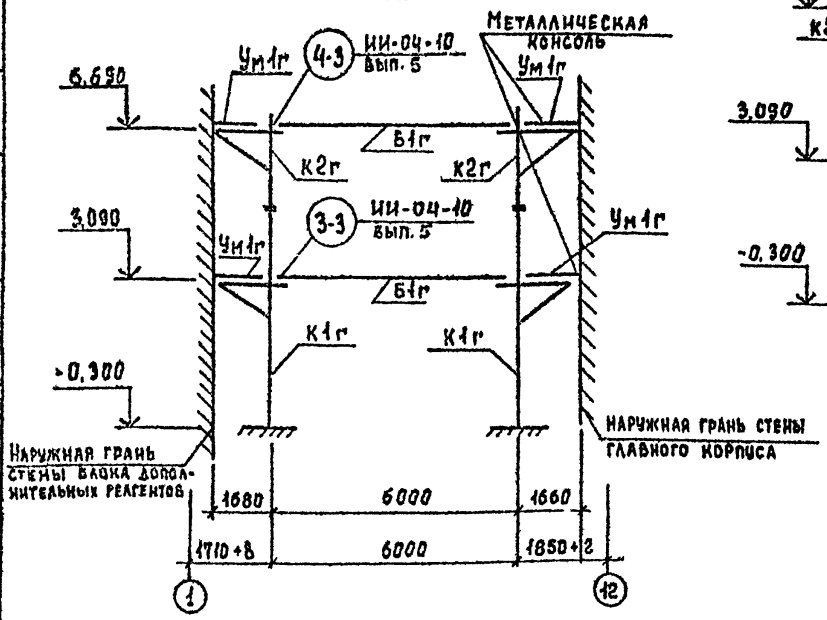 МЕТАЛЛИЧЕСКАЯ
КОНСОЛЬ
К2
Ум1г
4-3
ИИ-04-10
ВЫП. 5
Ум1г
6,690
3,090
Б1г
К2г
К2г
3,090
Ум1г
3-3
ИИ-04-10
ВЫП. 5
Ум1г
-0,300
Б1г
К1г
К1г
-0,300
НАРУЖНАЯ ГРАНЬ
СТЕНЫ БЛОКА ДОПОЛ-
НИТЕЛЬНЫХ РЕАГЕНТОВ
НАРУЖНАЯ ГРАНЬ СТЕНЫ
ГЛАВНОГО КОРПУСА
1680
6000
1660
1710+8
6000
1850+2
1
12